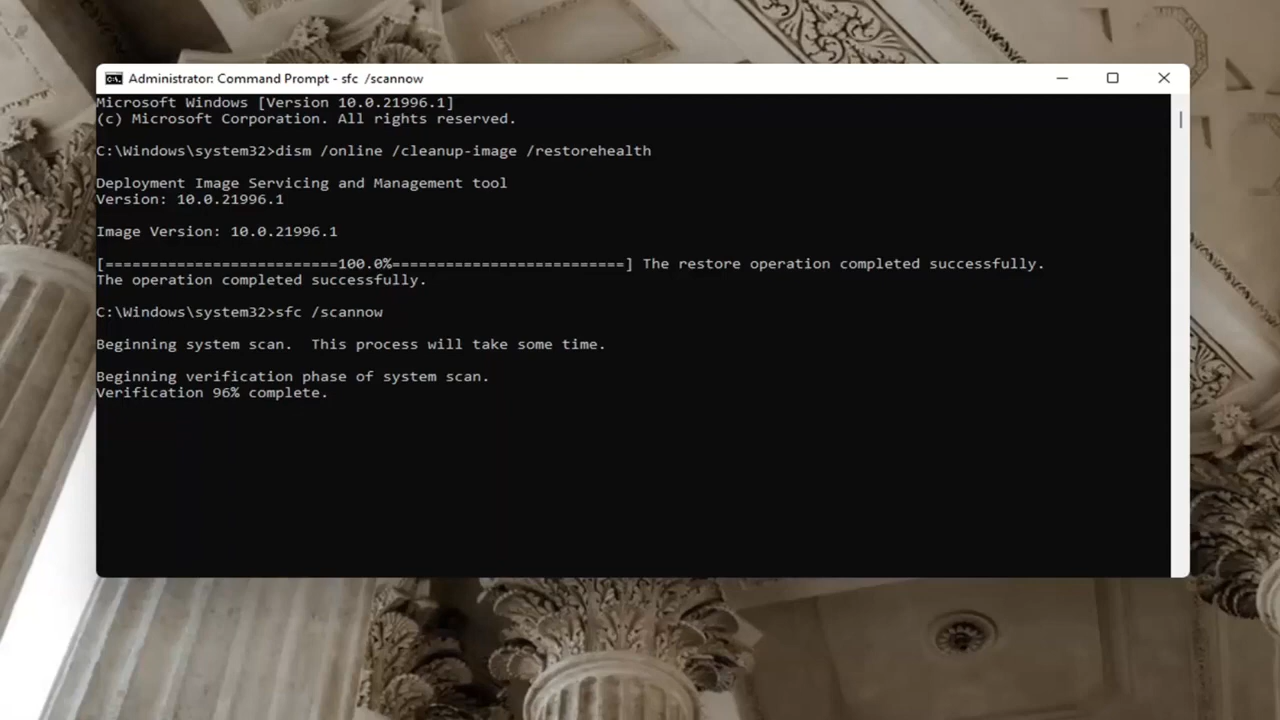 Administrator: Command Prompt - sfc  /scannow
Microsoft Windows [Version 10.0.21996.1]
(c) Microsoft Corporation. All rights reserved.
C:\Windows\system32>dism /online /cleanup-image /restorehealth
Deployment Image Servicing and Management tool
Version: 10.0.21996.1
Image Version: 10.0.21996.1
[==========================100.0%==========================] The restore operation completed successfully.
The operation completed successfully.
C:\Windows\system32>sfc /scannow
Beginning system scan.  This process will take some time.
Beginning verification phase of system scan.
Verification 96% complete.